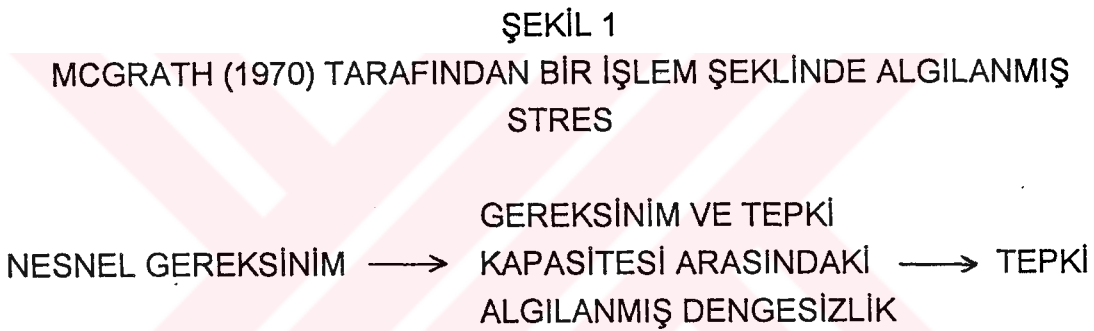 ŞEKİL 1
MCGRATH (1970) TARAFINDAN BİR İŞLEM ŞEKLİNDE ALGILANMIŞ
STRES
GEREKSİNİM VE TEPKİ
NESNEL GEREKSİNİM → KAPASİTESİ ARASINDAKİ → TEPKİ
ALGILANMIŞ DENGESİZLİK